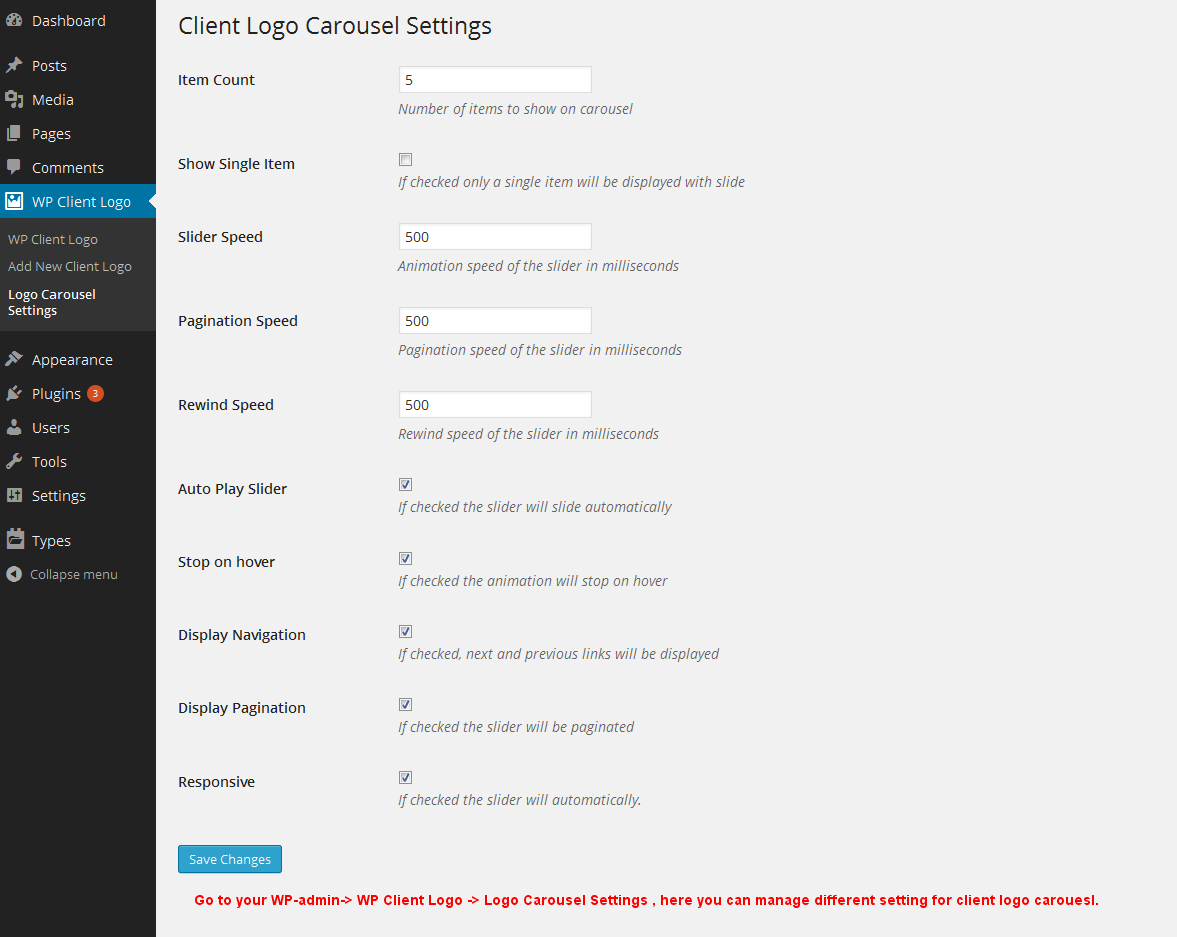 Dashboard
Posts
Media
Pages
Comments
WP Client Logo
WP Client Logo
Add New Client Logo
Logo Carousel
Settings
Appearance
Plugins 3
Users
Tools
Settings
Types
Collapse menu
Client Logo Carousel Settings
Item Count
5
Number of items to show on carousel
Show Single Item
If checked only a single item will be displayed with slide
Slider Speed
500
Animation speed of the slider in milliseconds
Pagination Speed
500
Pagination speed of the slider in milliseconds
Rewind Speed
500
Rewind speed of the slider in milliseconds
Auto Play Slider
If checked the slider will slide automatically
Stop on hover
If checked the animation will stop on hover
Display Navigation
If checked, next and previous links will be displayed
Display Pagination
If checked the slider will be paginated
Responsive
If checked the slider will automatically.
Save Changes
Go to your WP-admin-> WP Client Logo -> Logo Carousel Settings , here you can manage different setting for client logo carouesl.